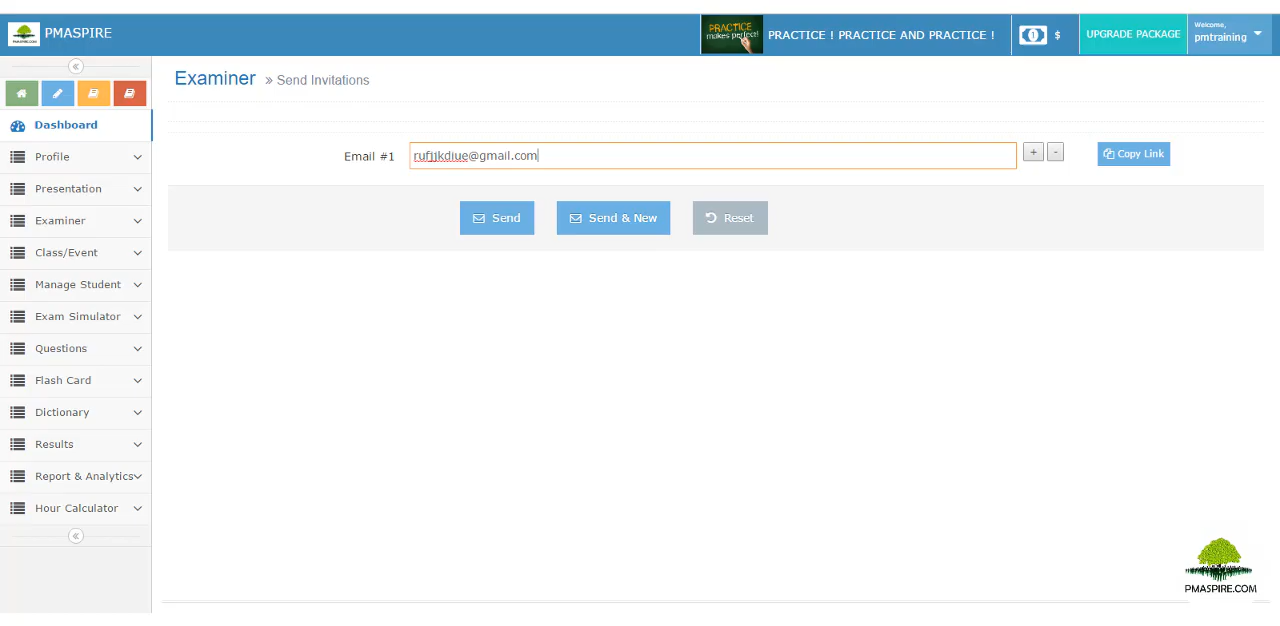 PMASPIRE
PRACTICE
makes perfect!
PRACTICE ! PRACTICE AND PRACTICE !
$
UPGRADE PACKAGE
Welcome,
pmtraining
Examiner » Send Invitations
Dashboard
Profile
Presentation
Examiner
Class/Event
Manage Student
Exam Simulator
Questions
Flash Card
Dictionary
Results
Report & Analytics
Hour Calculator
Email #1
rufjjkdiue@gmail.com
+
-
Copy Link
Send
Send & New
Reset
PMASPIRE.COM